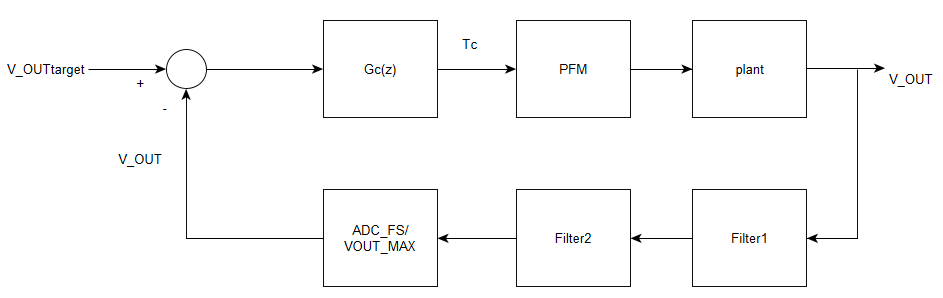 Tc
V_OUTtarget
+
-
Gc(z)
PFM
plant
V_OUT
V_OUT
ADC_FS/
VOUT_MAX
Filter2
Filter1